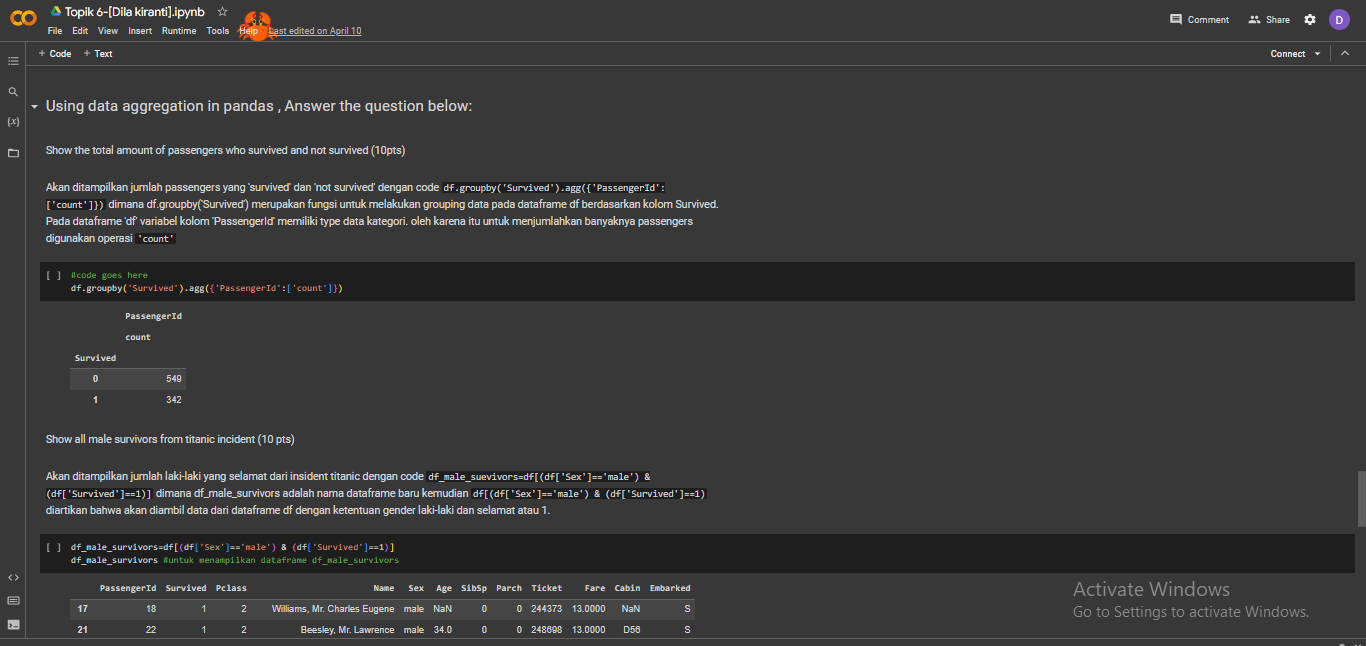 Topik 6-[Dila kiranti].ipynb
File Edit View Insert Runtime Tools Help Last edited on April 10
Comment Share D
+ Code + Text
Connect
Using data aggregation in pandas , Answer the question below:
Show the total amount of passengers who survived and not survived (10pts)
Akan ditampilkan jumlah passengers yang 'survived' dan 'not survived' dengan code df.groupby('Survived').agg({'PassengerId':
['count']}) dimana df.groupby('Survived') merupakan fungsi untuk melakukan grouping data pada dataframe df berdasarkan kolom Survived.
Pada dataframe 'df' variabel kolom 'PassengerId' memiliki type data kategori. oleh karena itu untuk menjumlahkan banyaknya passengers
digunakan operasi 'count'
[ ] #code goes here
df.groupby('Survived').agg({'PassengerId':['count']})
PassengerId
count
Survived
0 549
1 342
Show all male survivors from titanic incident (10 pts)
Akan ditampilkan jumlah laki-laki yang selamat dari insident titanic dengan code df_male_suevivors=df[(df['Sex']=='male') &
(df['Survived']==1)] dimana df_male_survivors adalah nama dataframe baru kemudian df[(df['Sex']=='male') & (df['Survived']==1)
diartikan bahwa akan diambil data dari dataframe df dengan ketentuan gender laki-laki dan selamat atau 1.
[ ] df_male_survivors=df[(df['Sex']=='male') & (df['Survived']==1)]
df_male_survivors #untuk menampilkan dataframe df_male_survivors
PassengerId Survived Pclass Name Sex Age SibSp Parch Ticket Fare Cabin Embarked
17 18 1 2 Williams, Mr. Charles Eugene male NaN 0 0 244373 13.0000 NaN S
21 22 1 2 Beesley, Mr. Lawrence male 34.0 0 0 248698 13.0000 D56 S
Activate Windows
Go to Settings to activate Windows.